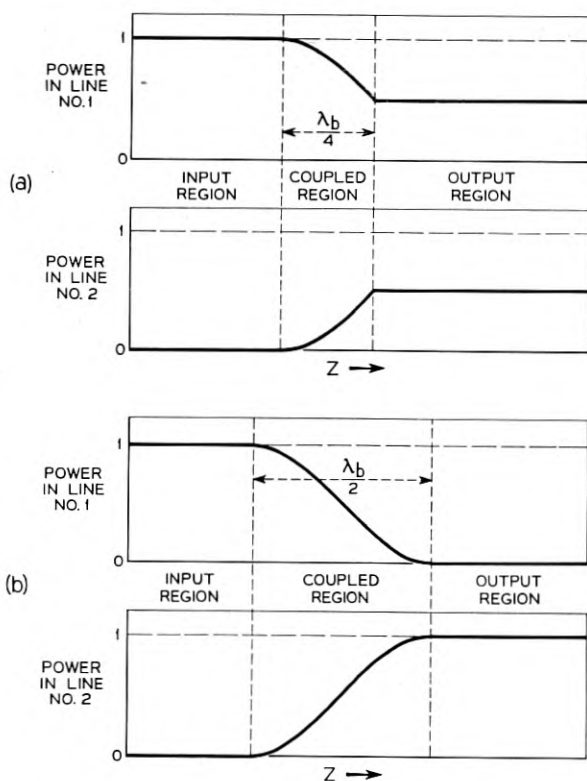 (a)
POWER
IN LINE
NO. 1
1
0
λb/4
INPUT
REGION
COUPLED
REGION
OUTPUT
REGION
POWER
IN LINE
NO. 2
1
0
Z
(b)
POWER
IN LINE
NO. 1
1
0
λb/2
INPUT
REGION
COUPLED
REGION
OUTPUT
REGION
POWER
IN LINE
NO. 2
1
0
Z